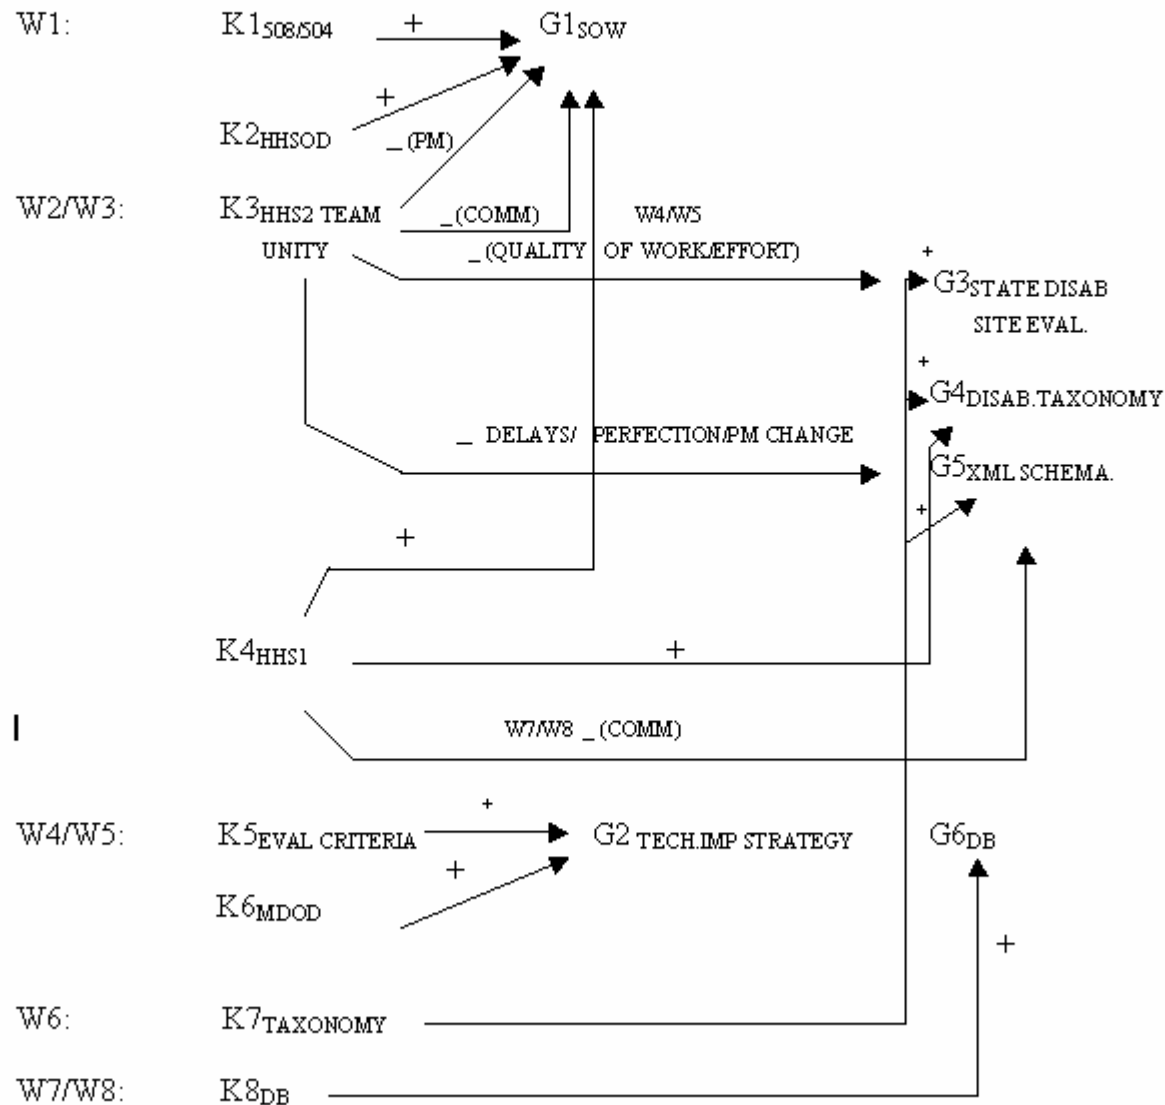 W1: K1508/504 + G1SOW
+
K2HHSOD _ (PM)
W2/W3: K3HHS2 TEAM _(COMM) W4/W5
UNITY _(QUALITY OF WORK/EFFORT) +
G3STATE DISAB
SITE EVAL.
+
G4DISAB.TAXONOMY
_ DELAYS/ PERFECTION/PM CHANGE
G5XML SCHEMA.
+
+
K4HHS1 +
W7/W8 _ (COMM)
+
W4/W5: K5EVAL CRITERIA G2 TECH.IMP STRATEGY G6DB
+
K6MDOD
+
W6: K7TAXONOMY
W7/W8: K8DB